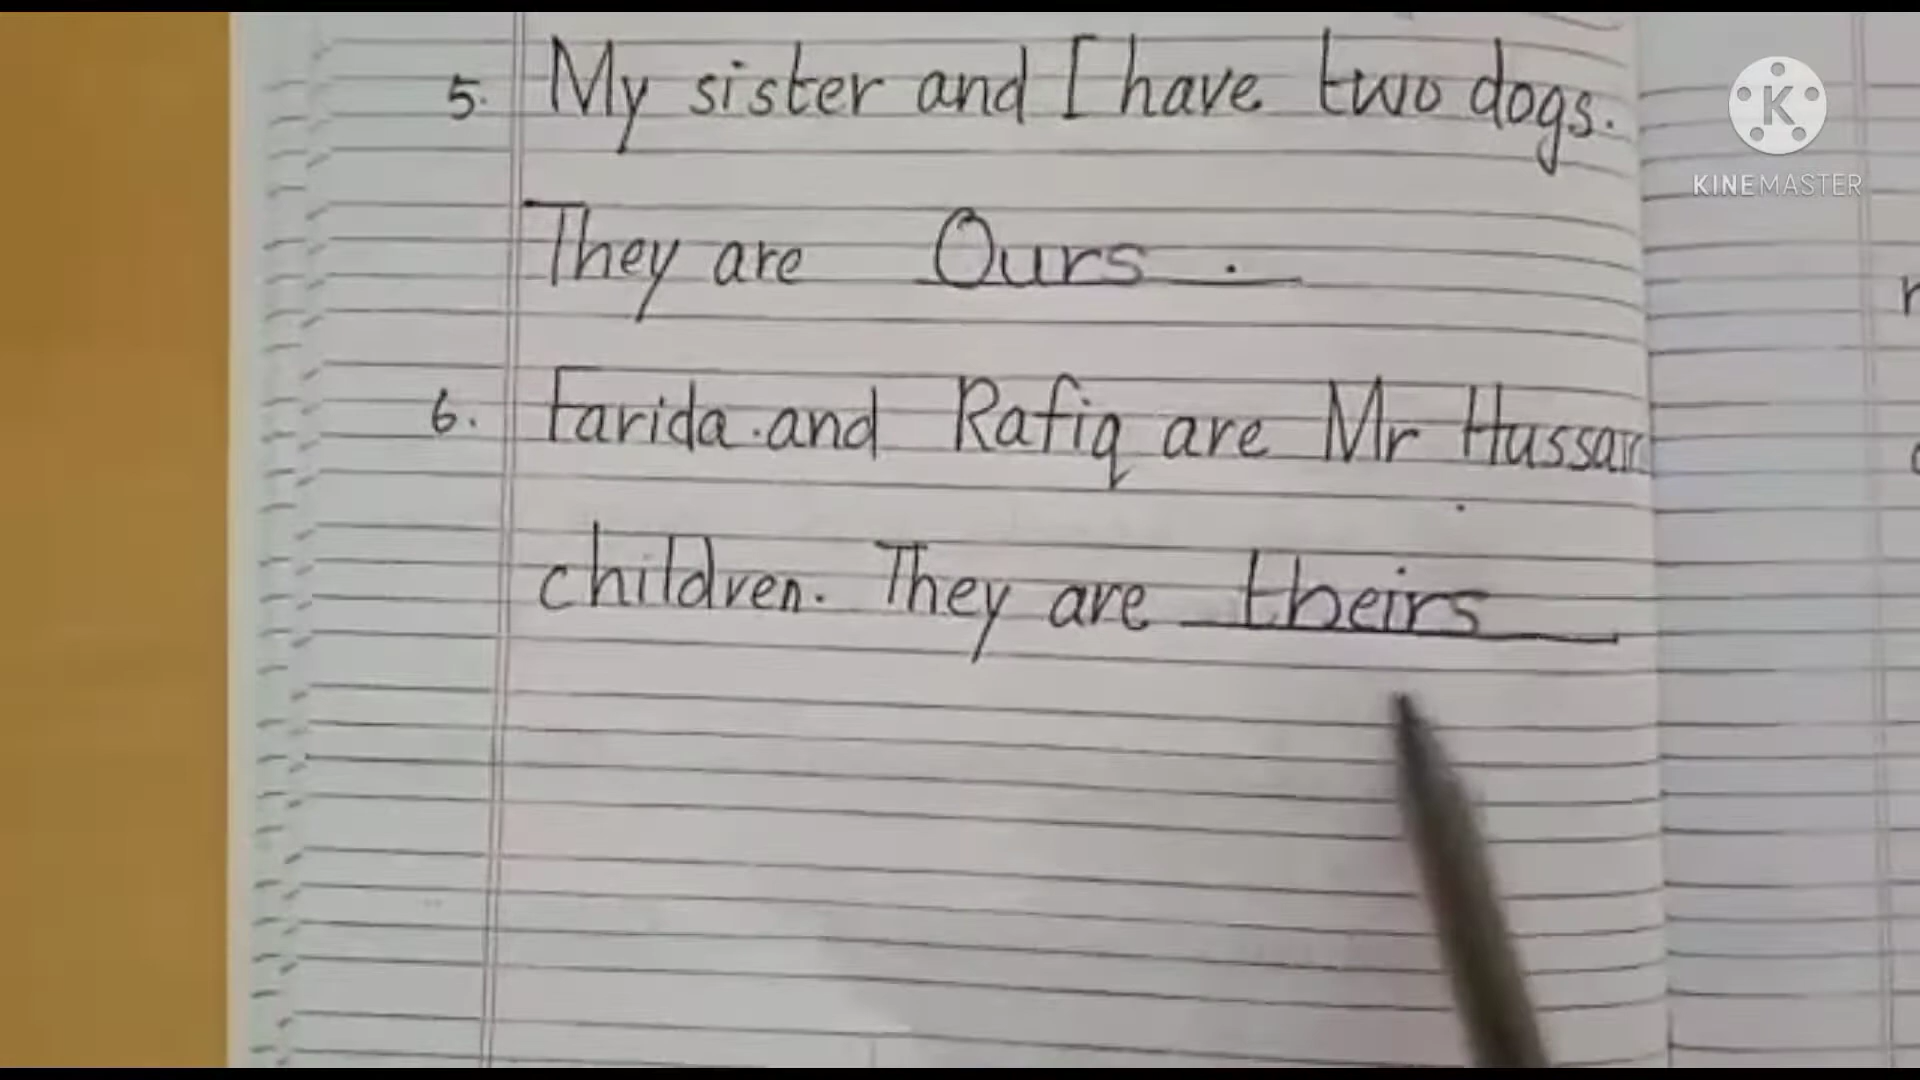 5. My sister and I have two dogs.
They are Ours.
6. Farida and Rafiq are Mr Hussain
children. They are theirs
K
KINEMASTER